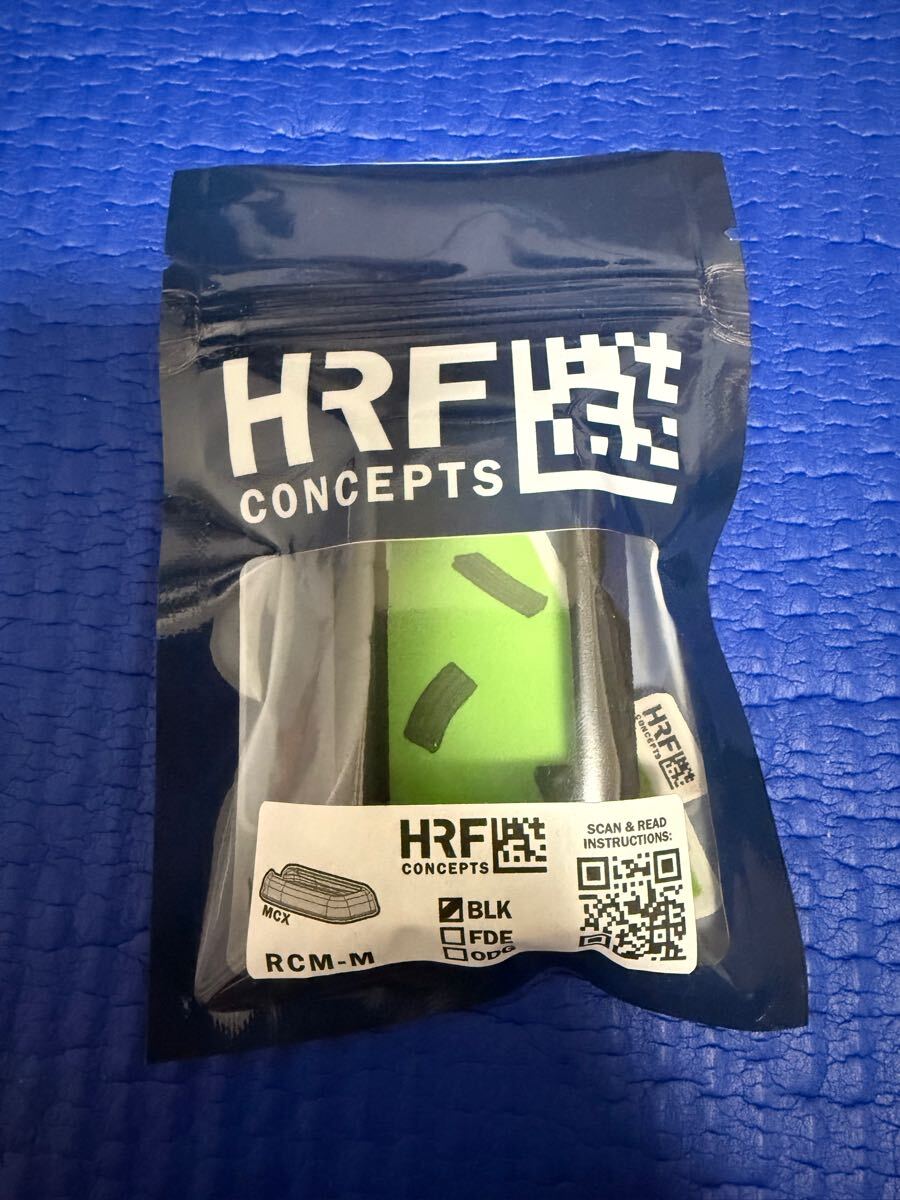 HRF
CONCEPTS
HRF
CONCEPTS
HRF
CONCEPTS
SCAN & READ
INSTRUCTIONS:
MCX
RCM-M
BLK
FDE
ODG